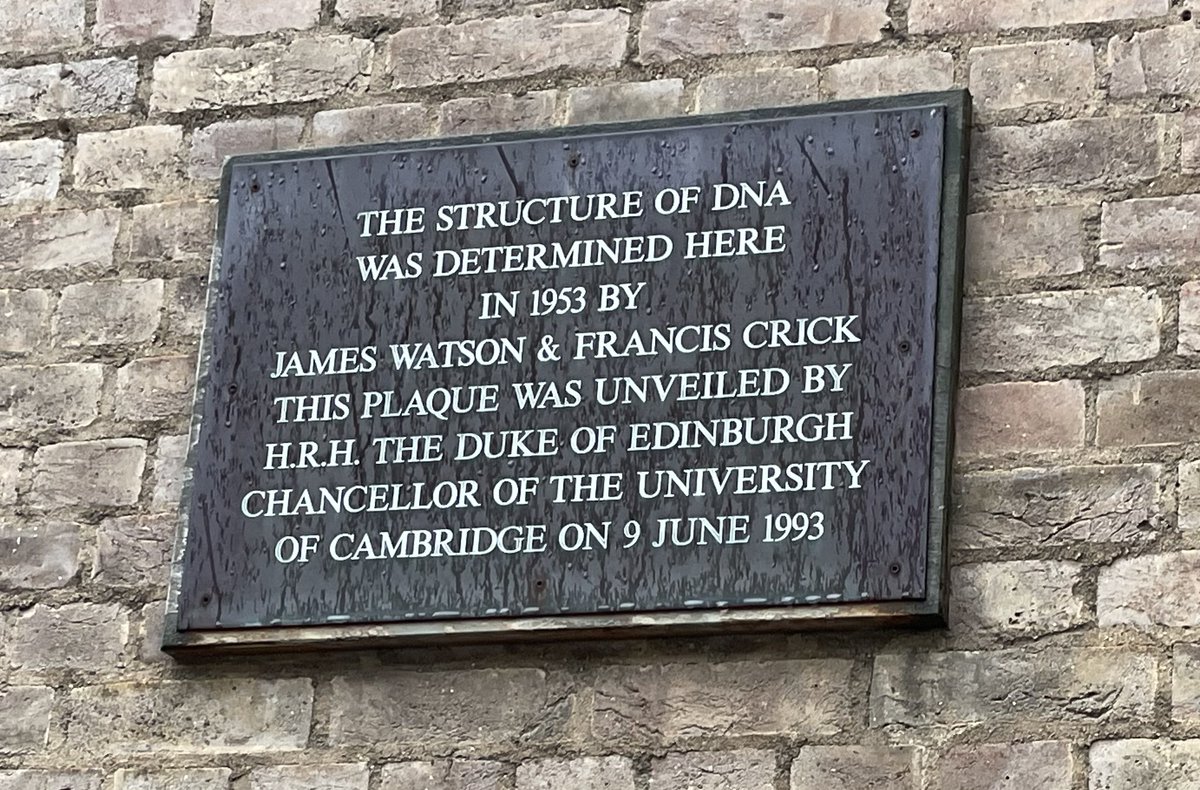 THE STRUCTURE OF DNA
WAS DETERMINED HERE
IN 1953 BY
JAMES WATSON & FRANCIS CRICK
THIS PLAQUE WAS UNVEILED BY
H.R.H. THE DUKE OF EDINBURGH
CHANCELLOR OF THE UNIVERSITY
OF CAMBRIDGE ON 9 JUNE 1993